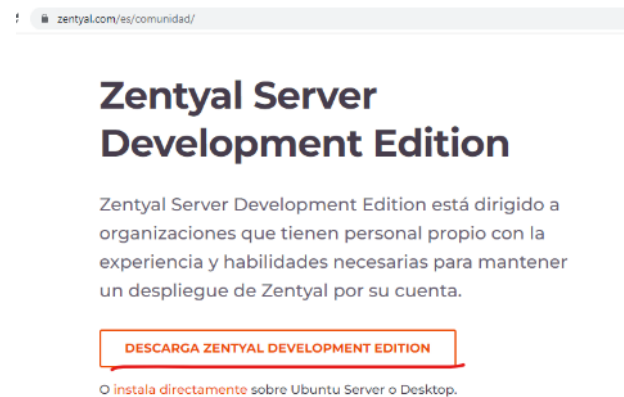 zentyal.com/es/comunidad/
Zentyal Server
Development Edition
Zentyal Server Development Edition está dirigido a
organizaciones que tienen personal propio con la
experiencia y habilidades necesarias para mantener
un despliegue de Zentyal por su cuenta.
DESCARGA ZENTYAL DEVELOPMENT EDITION
O instala directamente sobre Ubuntu Server o Desktop.